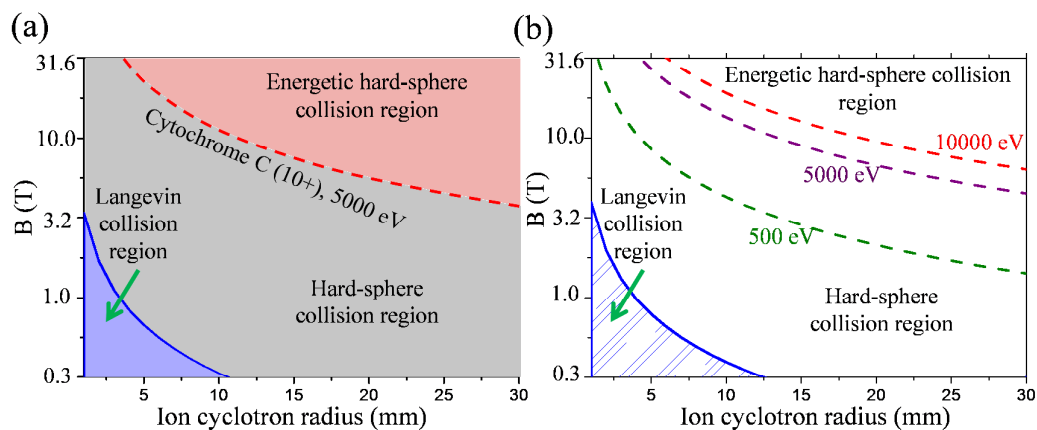 (a)
31.6
10.0
3.2
1.0
0.3
B (T)
Energetic hard-sphere
collision region
Cytochrome C (10+), 5000 eV
Langevin
collision
region
Hard-sphere
collision region
5
10
15
20
25
30
Ion cyclotron radius (mm)
(b)
31.6
10.0
3.2
1.0
0.3
B (T)
Energetic hard-sphere collision
region
10000 eV
5000 eV
500 eV
Langevin
collision
region
Hard-sphere
collision region
5
10
15
20
25
30
Ion cyclotron radius (mm)